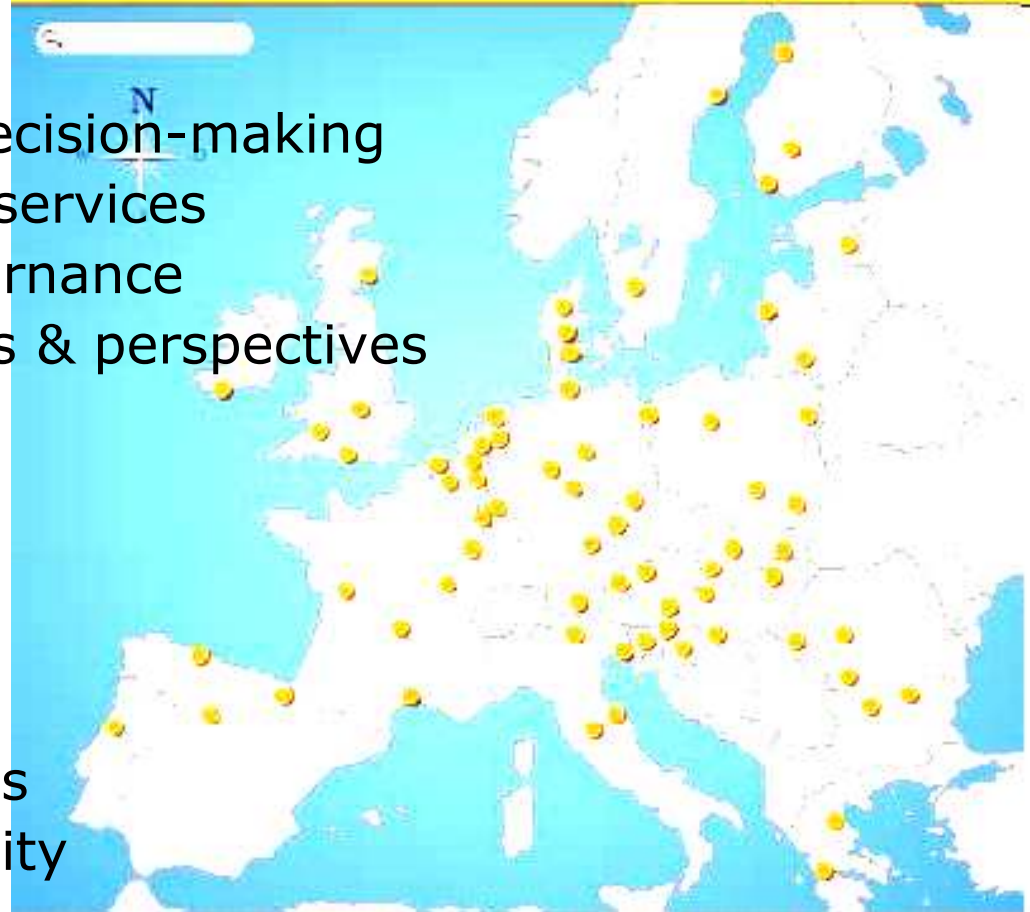 N
ecision-making
services
rnance
s & perspectives
s
ity